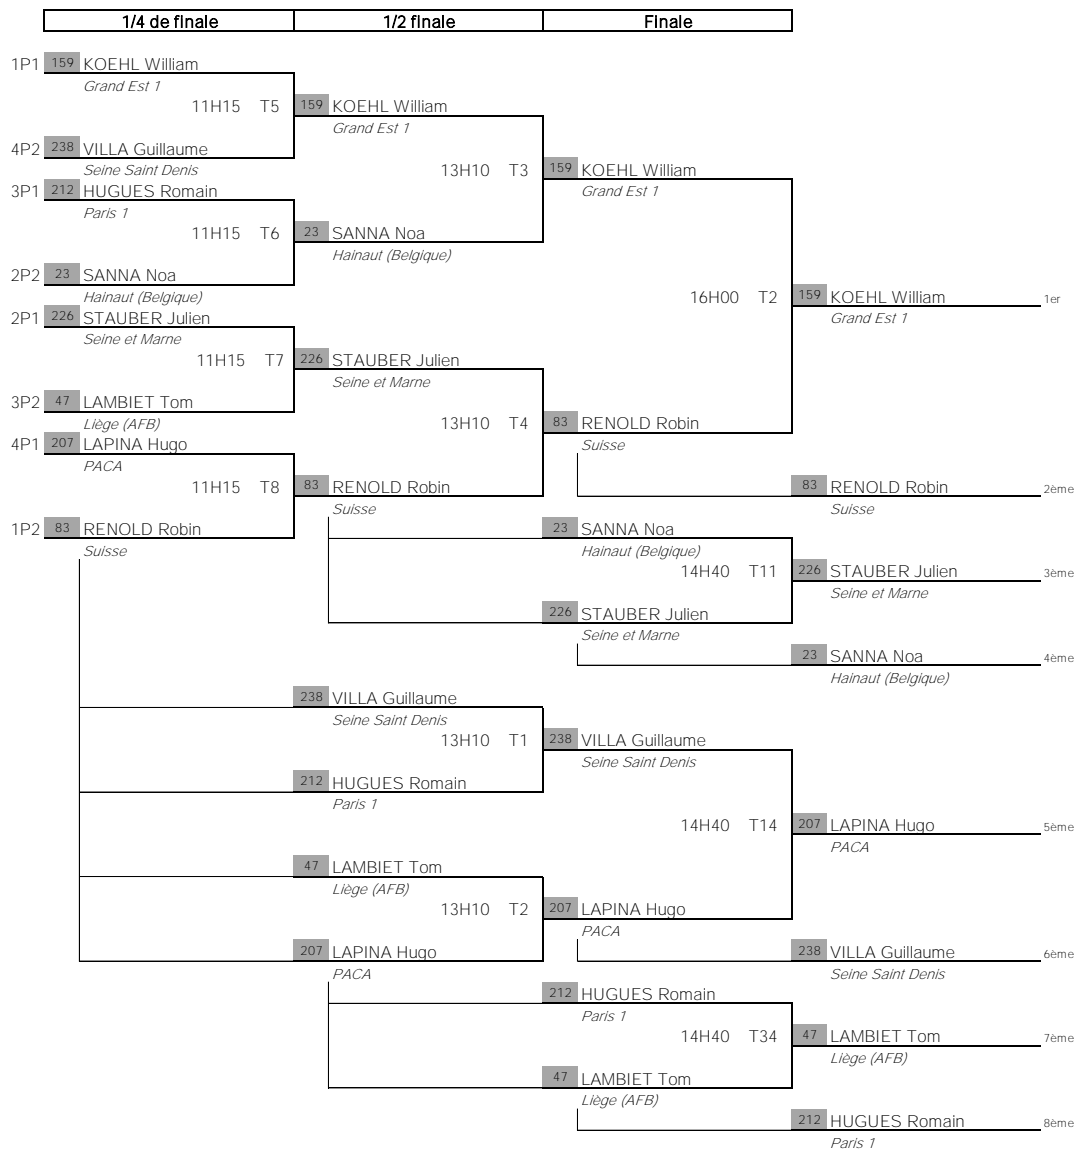 1/4 de finale 1/2 finale Finale
1P1 159 KOEHL William
Grand Est 1
11H15 T5 159 KOEHL William
Grand Est 1
4P2 238 VILLA Guillaume
Seine Saint Denis
13H10 T3 159 KOEHL William
Grand Est 1
3P1 212 HUGUES Romain
Paris 1
11H15 T6 23 SANNA Noa
Hainaut (Belgique)
2P2 23 SANNA Noa
Hainaut (Belgique)
16H00 T2 159 KOEHL William 1er
Grand Est 1
2P1 226 STAUBER Julien
Seine et Marne
11H15 T7 226 STAUBER Julien
Seine et Marne
3P2 47 LAMBIET Tom
Liège (AFB)
13H10 T4 83 RENOLD Robin
Suisse
4P1 207 LAPINA Hugo
PACA
11H15 T8 83 RENOLD Robin 83 RENOLD Robin 2ème
Suisse Suisse
1P2 83 RENOLD Robin 23 SANNA Noa
Suisse Hainaut (Belgique)
14H40 T11 226 STAUBER Julien 3ème
Seine et Marne
226 STAUBER Julien
Seine et Marne
23 SANNA Noa 4ème
Hainaut (Belgique)
238 VILLA Guillaume
Seine Saint Denis
13H10 T1 238 VILLA Guillaume
Seine Saint Denis
212 HUGUES Romain
Paris 1
14H40 T14 207 LAPINA Hugo 5ème
PACA
47 LAMBIET Tom
Liège (AFB)
13H10 T2 207 LAPINA Hugo
PACA
207 LAPINA Hugo 238 VILLA Guillaume 6ème
PACA Seine Saint Denis
212 HUGUES Romain
Paris 1
14H40 T34 47 LAMBIET Tom 7ème
Liège (AFB)
47 LAMBIET Tom
Liège (AFB)
212 HUGUES Romain 8ème
Paris 1